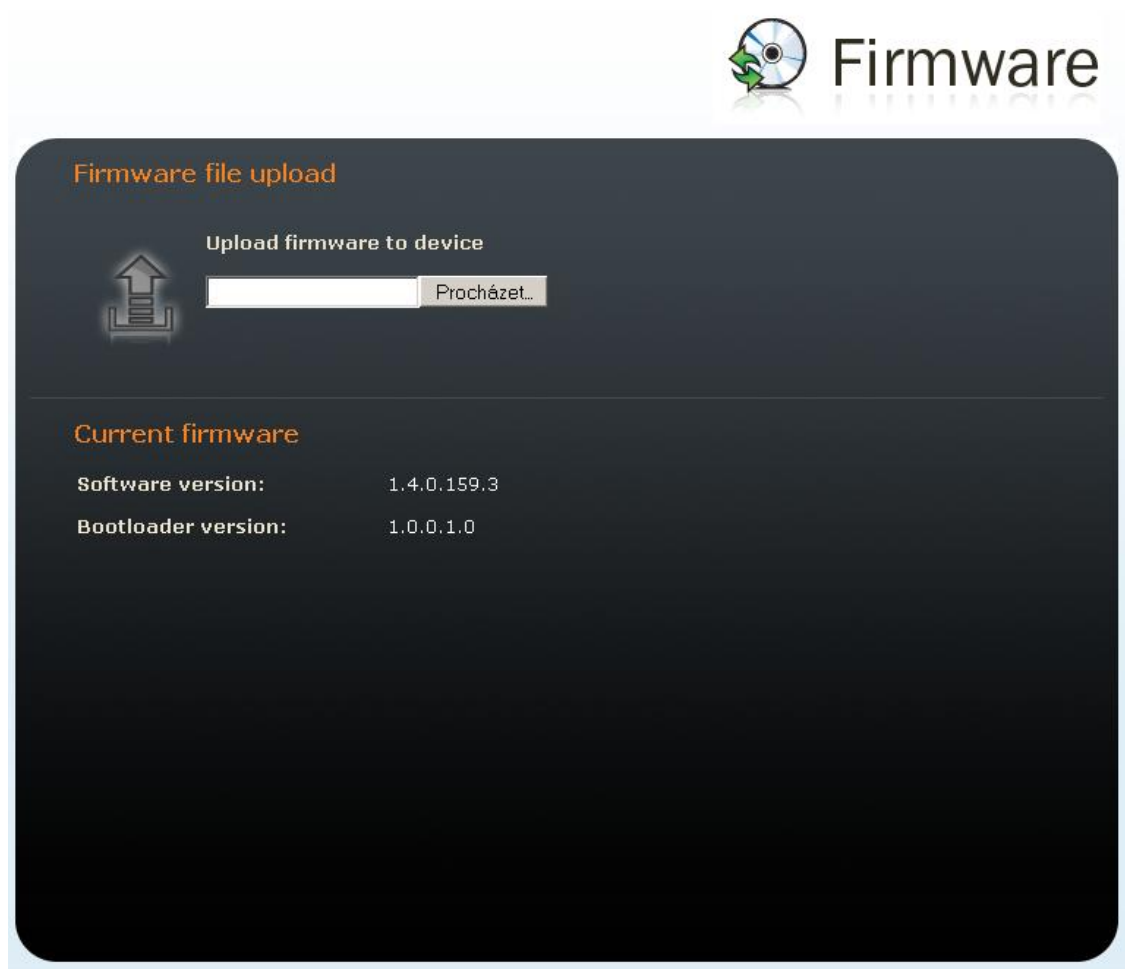 Firmware
Firmware file upload
Upload firmware to device
Procházet...
Current firmware
Software version: 1.4.0.159.3
Bootloader version: 1.0.0.1.0